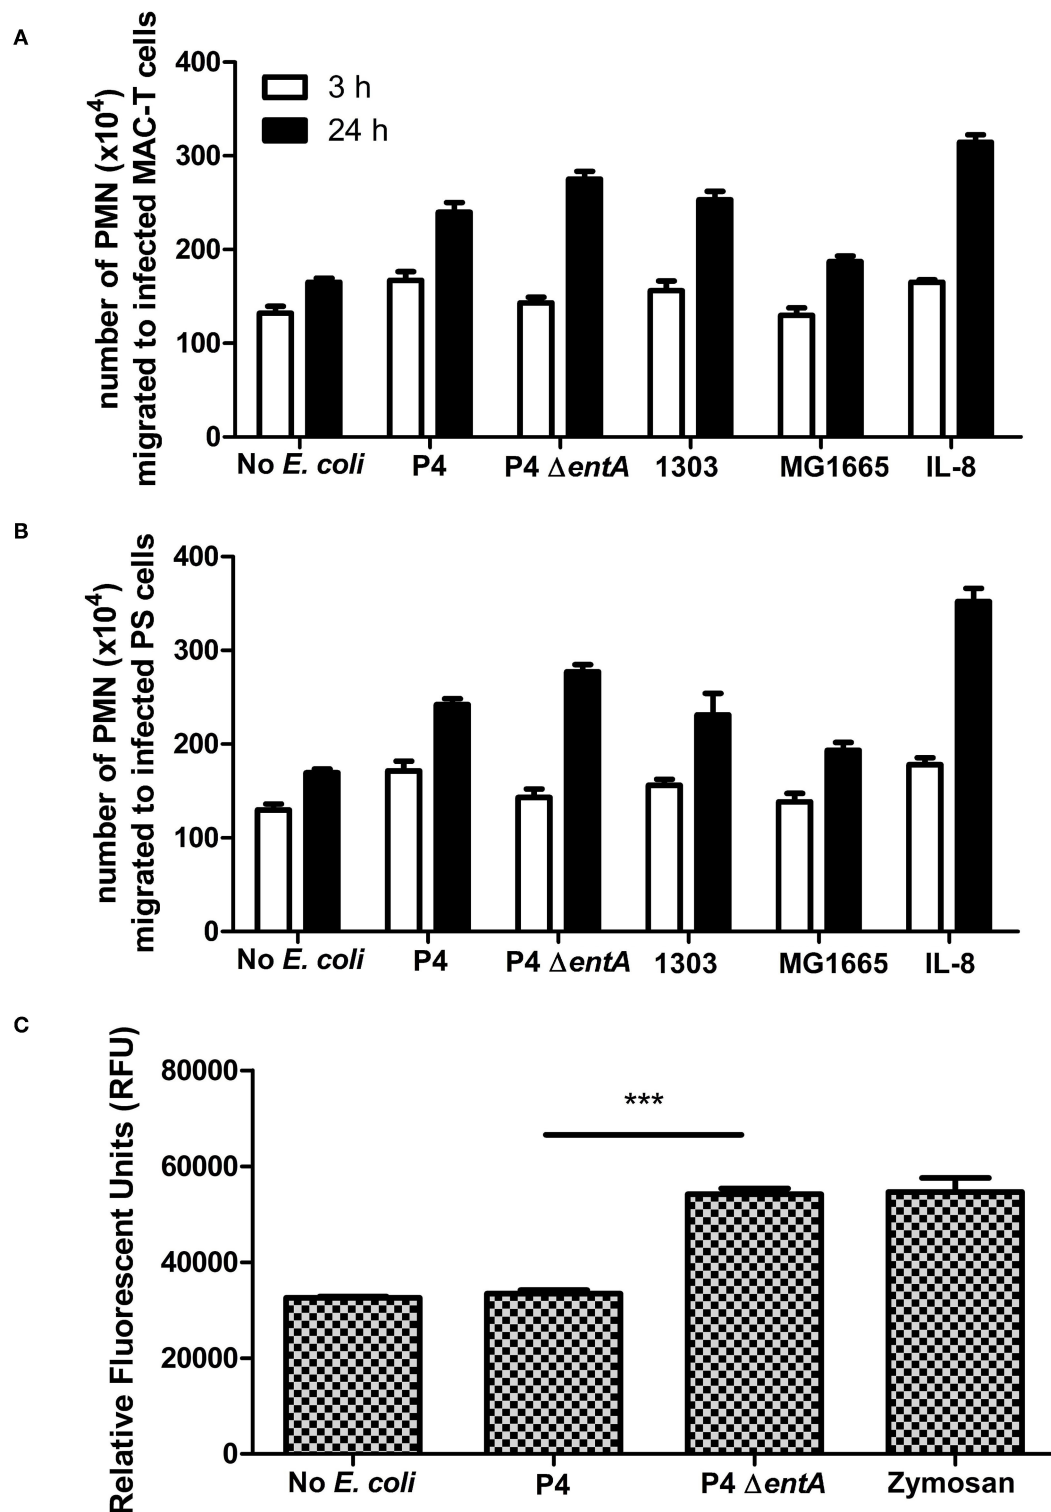 A
number of PMN (x10⁴)
migrated to infected MAC-T cells
400
300
200
100
0
3 h
24 h
No E. coli P4 P4 ΔentA 1303 MG1665 IL-8
B
number of PMN (x10⁴)
migrated to infected PS cells
400
300
200
100
0
No E. coli P4 P4 ΔentA 1303 MG1665 IL-8
C
Relative Fluorescent Units (RFU)
80000
60000
40000
20000
0
***
No E. coli P4 P4 ΔentA Zymosan